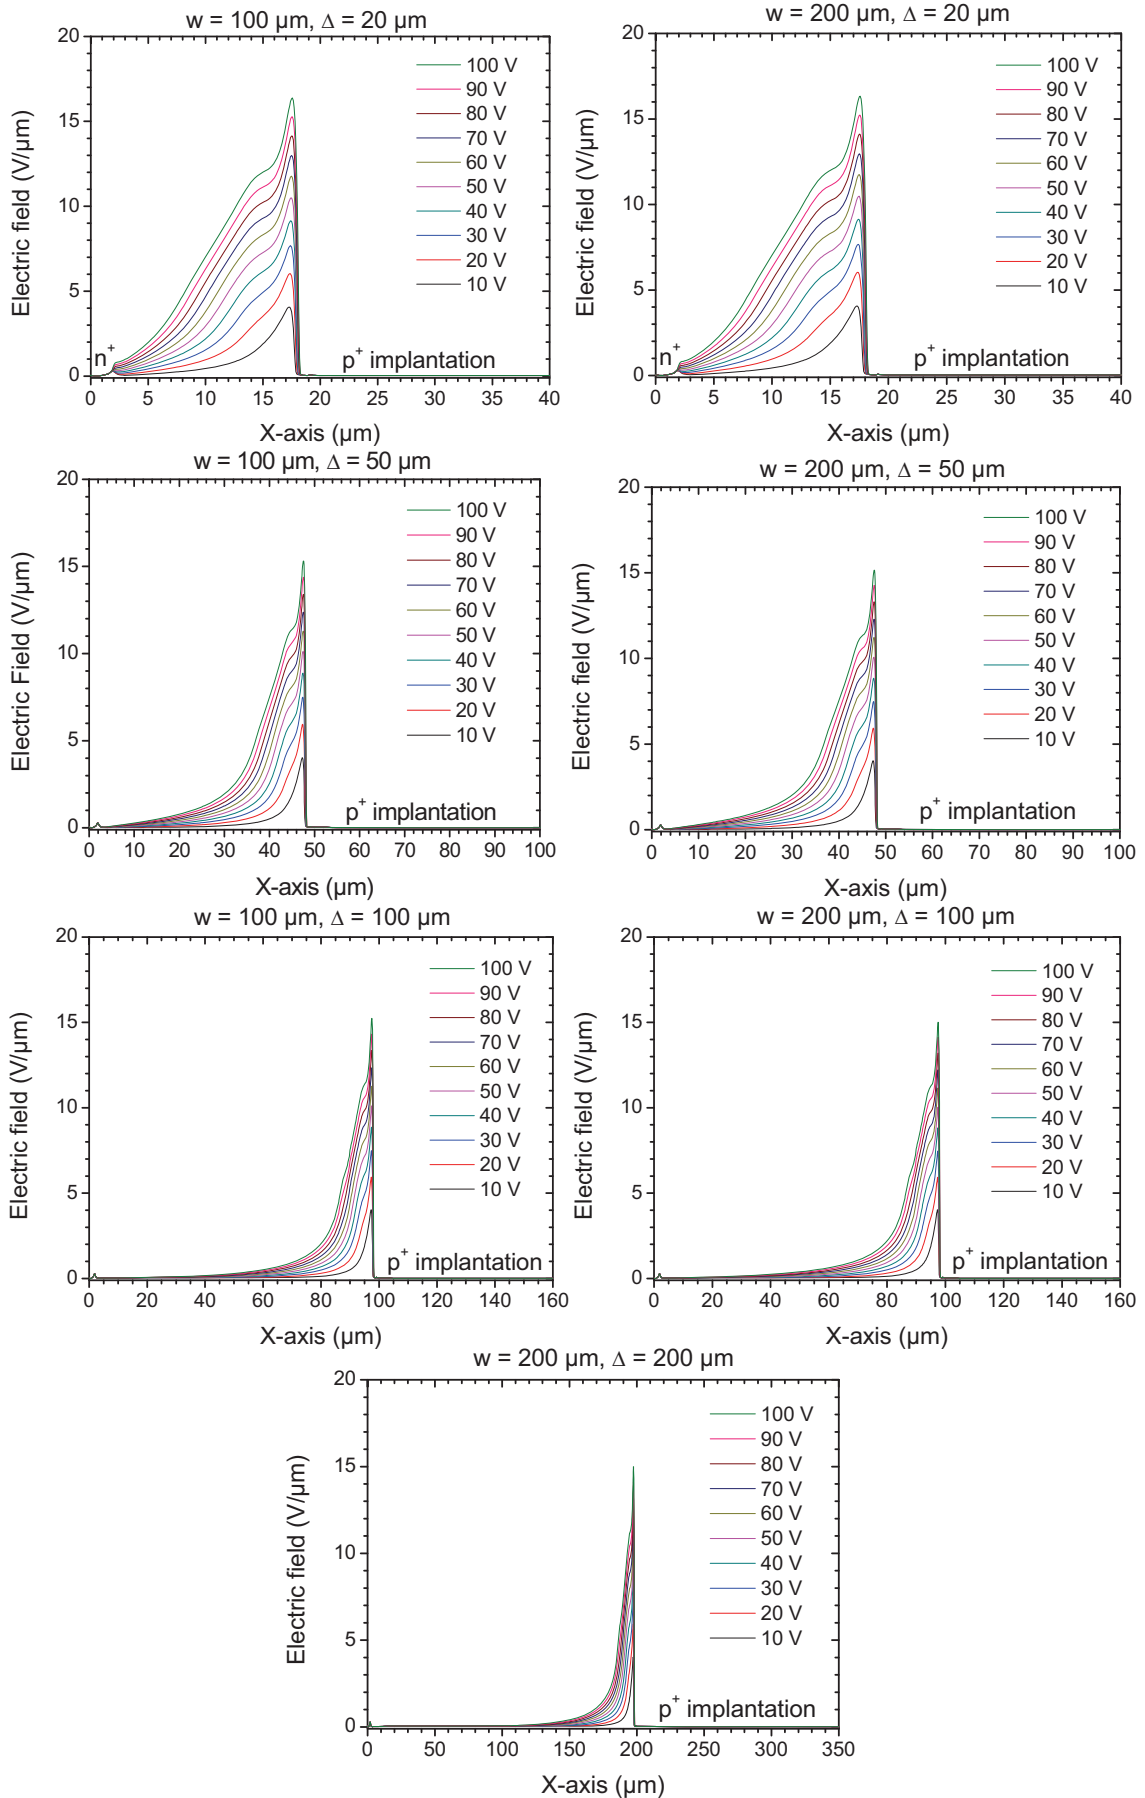 w = 100 µm, Δ = 20 µm
20
15
10
5
0
Electric field (V/µm)
100 V
90 V
80 V
70 V
60 V
50 V
40 V
30 V
20 V
10 V
n+
p+ implantation
0 5 10 15 20 25 30 35 40
X-axis (µm)
w = 200 µm, Δ = 20 µm
20
15
10
5
0
Electric field (V/µm)
100 V
90 V
80 V
70 V
60 V
50 V
40 V
30 V
20 V
10 V
n+
p+ implantation
0 5 10 15 20 25 30 35 40
X-axis (µm)
w = 100 µm, Δ = 50 µm
20
15
10
5
0
Electric Field (V/µm)
100 V
90 V
80 V
70 V
60 V
50 V
40 V
30 V
20 V
10 V
p+ implantation
0 10 20 30 40 50 60 70 80 90 100
X-axis (µm)
w = 200 µm, Δ = 50 µm
20
15
10
5
0
Electric field (V/µm)
100 V
90 V
80 V
70 V
60 V
50 V
40 V
30 V
20 V
10 V
p+ implantation
0 10 20 30 40 50 60 70 80 90 100
X-axis (µm)
w = 100 µm, Δ = 100 µm
20
15
10
5
0
Electric field (V/µm)
100 V
90 V
80 V
70 V
60 V
50 V
40 V
30 V
20 V
10 V
p+ implantation
0 20 40 60 80 100 120 140 160
X-axis (µm)
w = 200 µm, Δ = 100 µm
20
15
10
5
0
Electric field (V/µm)
100 V
90 V
80 V
70 V
60 V
50 V
40 V
30 V
20 V
10 V
p+ implantation
0 20 40 60 80 100 120 140 160
X-axis (µm)
w = 200 µm, Δ = 200 µm
20
15
10
5
0
Electric field (V/µm)
100 V
90 V
80 V
70 V
60 V
50 V
40 V
30 V
20 V
10 V
p+ implantation
0 50 100 150 200 250 300 350
X-axis (µm)